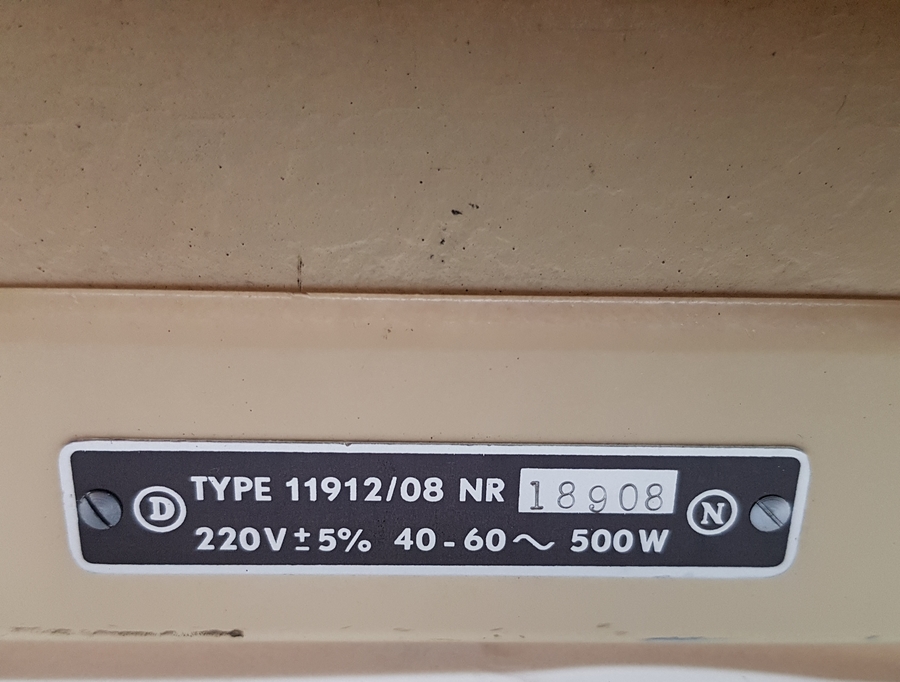 D TYPE 11912/08 NR 18908 N
220V ± 5% 40-60 ~ 500W